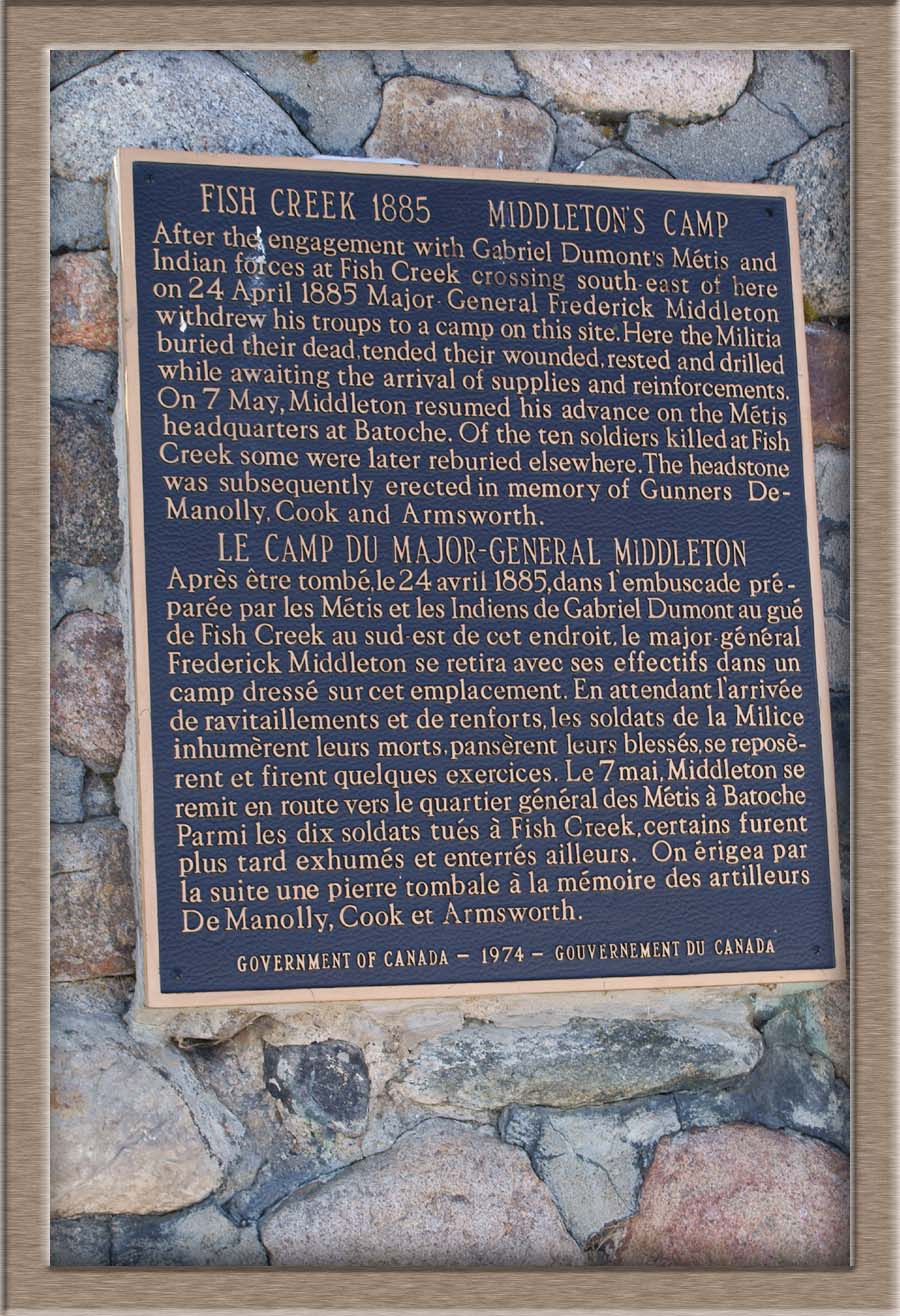 FISH CREEK 1885 MIDDLETON'S CAMP
After the engagement with Gabriel Dumont's Métis and
Indian forces at Fish Creek crossing south-east of here
on 24 April 1885 Major-General Frederick Middleton
withdrew his troups to a camp on this site. Here the Militia
buried their dead, tended their wounded, rested and drilled
while awaiting the arrival of supplies and reinforcements.
On 7 May, Middleton resumed his advance on the Métis
headquarters at Batoche. Of the ten soldiers killed at Fish
Creek some were later reburied elsewhere. The headstone
was subsequently erected in memory of Gunners De-
Manolly, Cook and Armsworth.
LE CAMP DU MAJOR-GENERAL MIDDLETON
Après être tombé, le 24 avril 1885, dans l'embuscade pré-
parée par les Métis et les Indiens de Gabriel Dumont au gué
de Fish Creek au sud-est de cet endroit, le major-général
Frederick Middleton se retira avec ses effectifs dans un
camp dressé sur cet emplacement. En attendant l'arrivée
de ravitaillements et de renforts, les soldats de la Milice
inhumèrent leurs morts, pansèrent leurs blessés, se reposè-
rent et firent quelques exercices. Le 7 mai, Middleton se
remit en route vers le quartier général des Métis à Batoche
Parmi les dix soldats tués à Fish Creek, certains furent
plus tard exhumés et enterrés ailleurs. On érigea par
la suite une pierre tombale à la mémoire des artilleurs
De Manolly, Cook et Armsworth.
GOVERNMENT OF CANADA – 1974 – GOUVERNEMENT DU CANADA